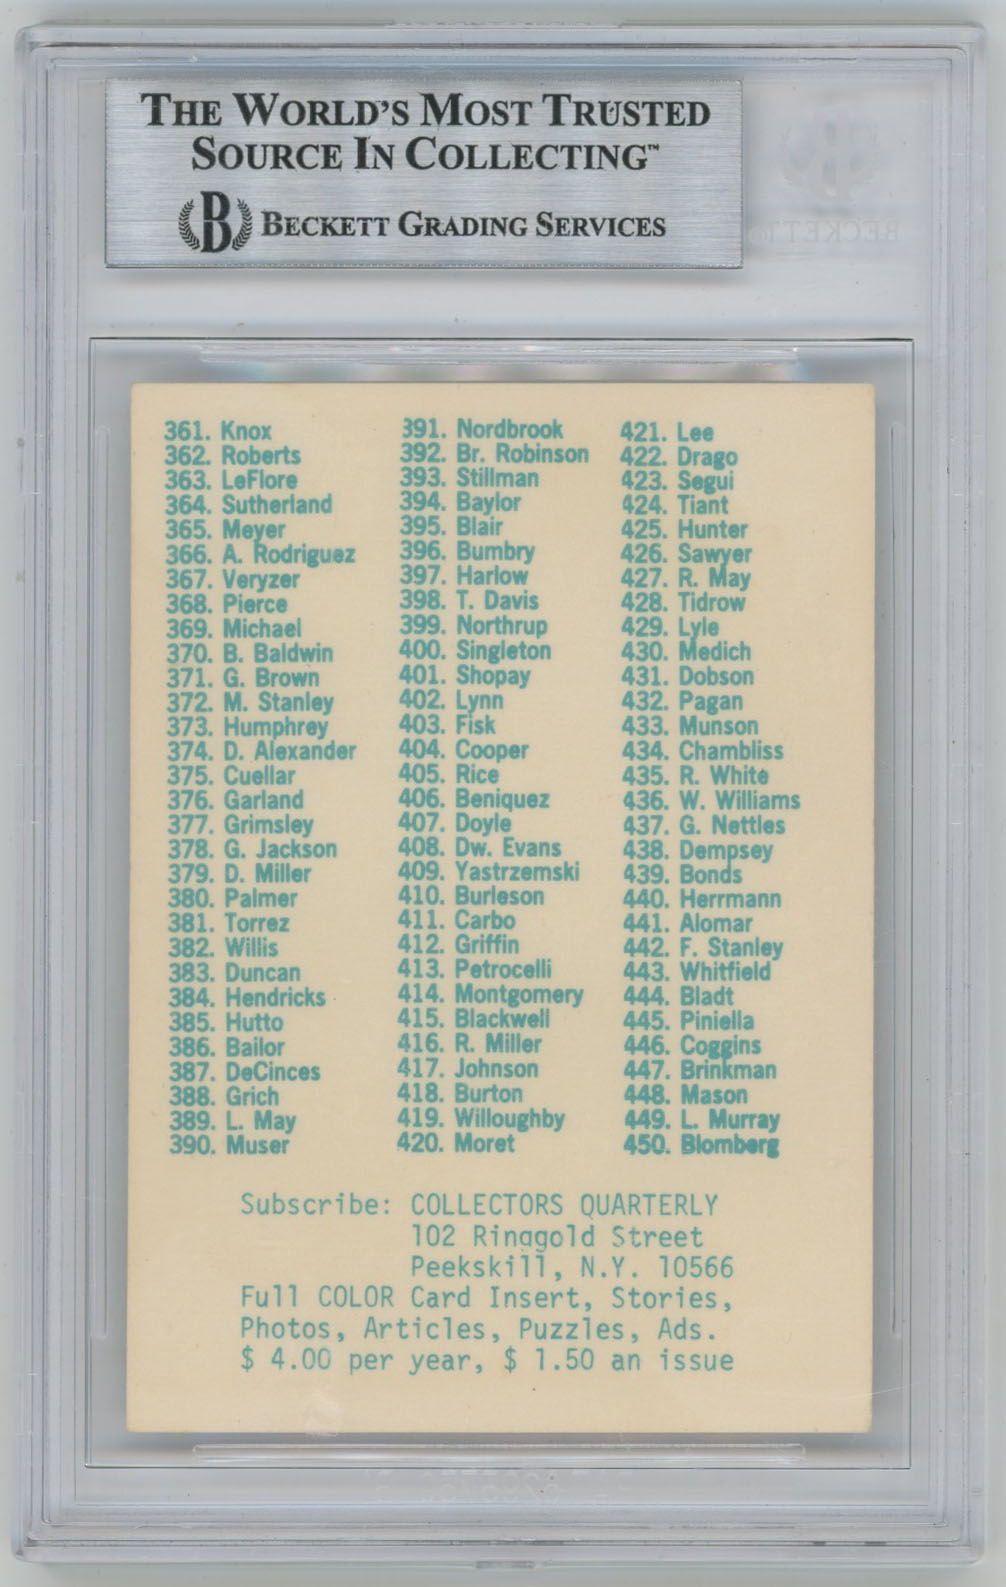 THE WORLD'S MOST TRUSTED
SOURCE IN COLLECTING™
B BECKETT GRADING SERVICES
361. Knox
362. Roberts
363. LeFlore
364. Sutherland
365. Meyer
366. A. Rodriguez
367. Veryzer
368. Pierce
369. Michael
370. B. Baldwin
371. G. Brown
372. M. Stanley
373. Humphrey
374. D. Alexander
375. Cuellar
376. Garland
377. Grimsley
378. G. Jackson
379. D. Miller
380. Palmer
381. Torrez
382. Willis
383. Duncan
384. Hendricks
385. Hutto
386. Bailor
387. DeCinces
388. Grich
389. L. May
390. Muser
391. Nordbrook
392. Br. Robinson
393. Stillman
394. Baylor
395. Blair
396. Bumbry
397. Harlow
398. T. Davis
399. Northrup
400. Singleton
401. Shopay
402. Lynn
403. Fisk
404. Cooper
405. Rice
406. Beniquez
407. Doyle
408. Dw. Evans
409. Yastrzemski
410. Burleson
411. Carbo
412. Griffin
413. Petrocelli
414. Montgomery
415. Blackwell
416. R. Miller
417. Johnson
418. Burton
419. Willoughby
420. Moret
421. Lee
422. Drago
423. Segui
424. Tiant
425. Hunter
426. Sawyer
427. R. May
428. Tidrow
429. Lyle
430. Medich
431. Dobson
432. Pagan
433. Munson
434. Chambliss
435. R. White
436. W. Williams
437. G. Nettles
438. Dempsey
439. Bonds
440. Herrmann
441. Alomar
442. F. Stanley
443. Whitfield
444. Bladt
445. Piniella
446. Coggins
447. Brinkman
448. Mason
449. L. Murray
450. Blomberg
Subscribe: COLLECTORS QUARTERLY
102 Ringgold Street
Peekskill, N.Y. 10566
Full COLOR Card Insert, Stories,
Photos, Articles, Puzzles, Ads.
$ 4.00 per year, $ 1.50 an issue